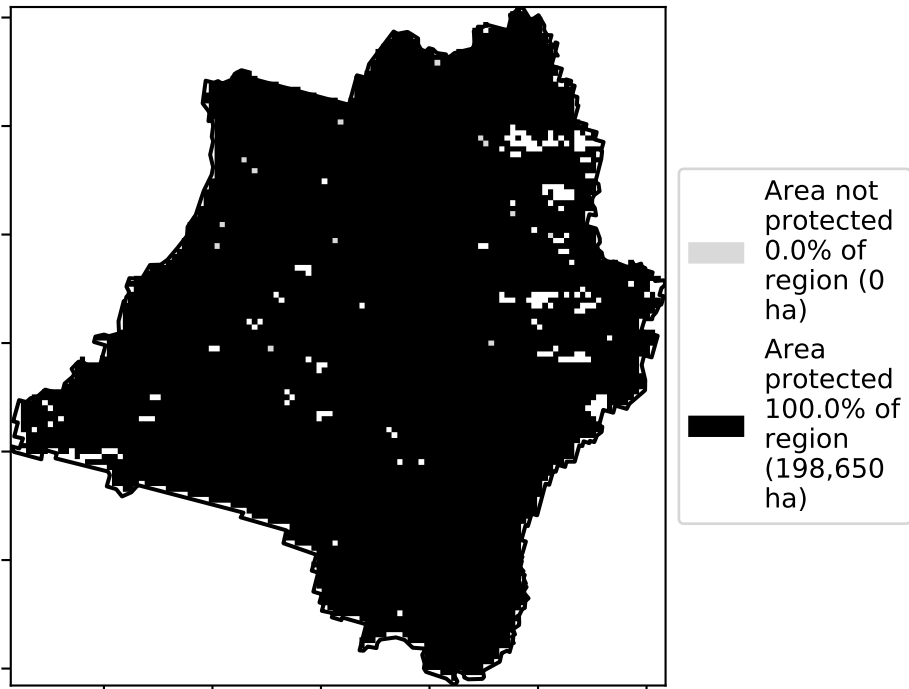 Area not
protected
0.0% of
region (0
ha)
Area
protected
100.0% of
region
(198,650
ha)